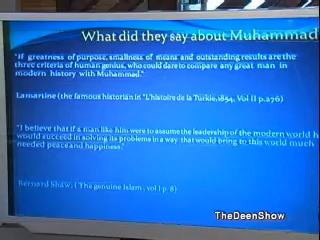 What did they say about Muhammad
"If greatness of purpose, smallness of means and outstanding results are the
three criteria of human genius, who could dare to compare any great man in
modern history with Muhammad."
Lamartine (the famous historian in "L'histoire de la Turkie, 1854, Vol II p.276)
"I believe that if a man like him were to assume the leadership of the modern world h
would succeed in solving its problems in a way that would bring to this world much
needed peace and happiness."
Bernard Shaw, ( The genuine Islam, vol I p. 8)
TheDeenShow